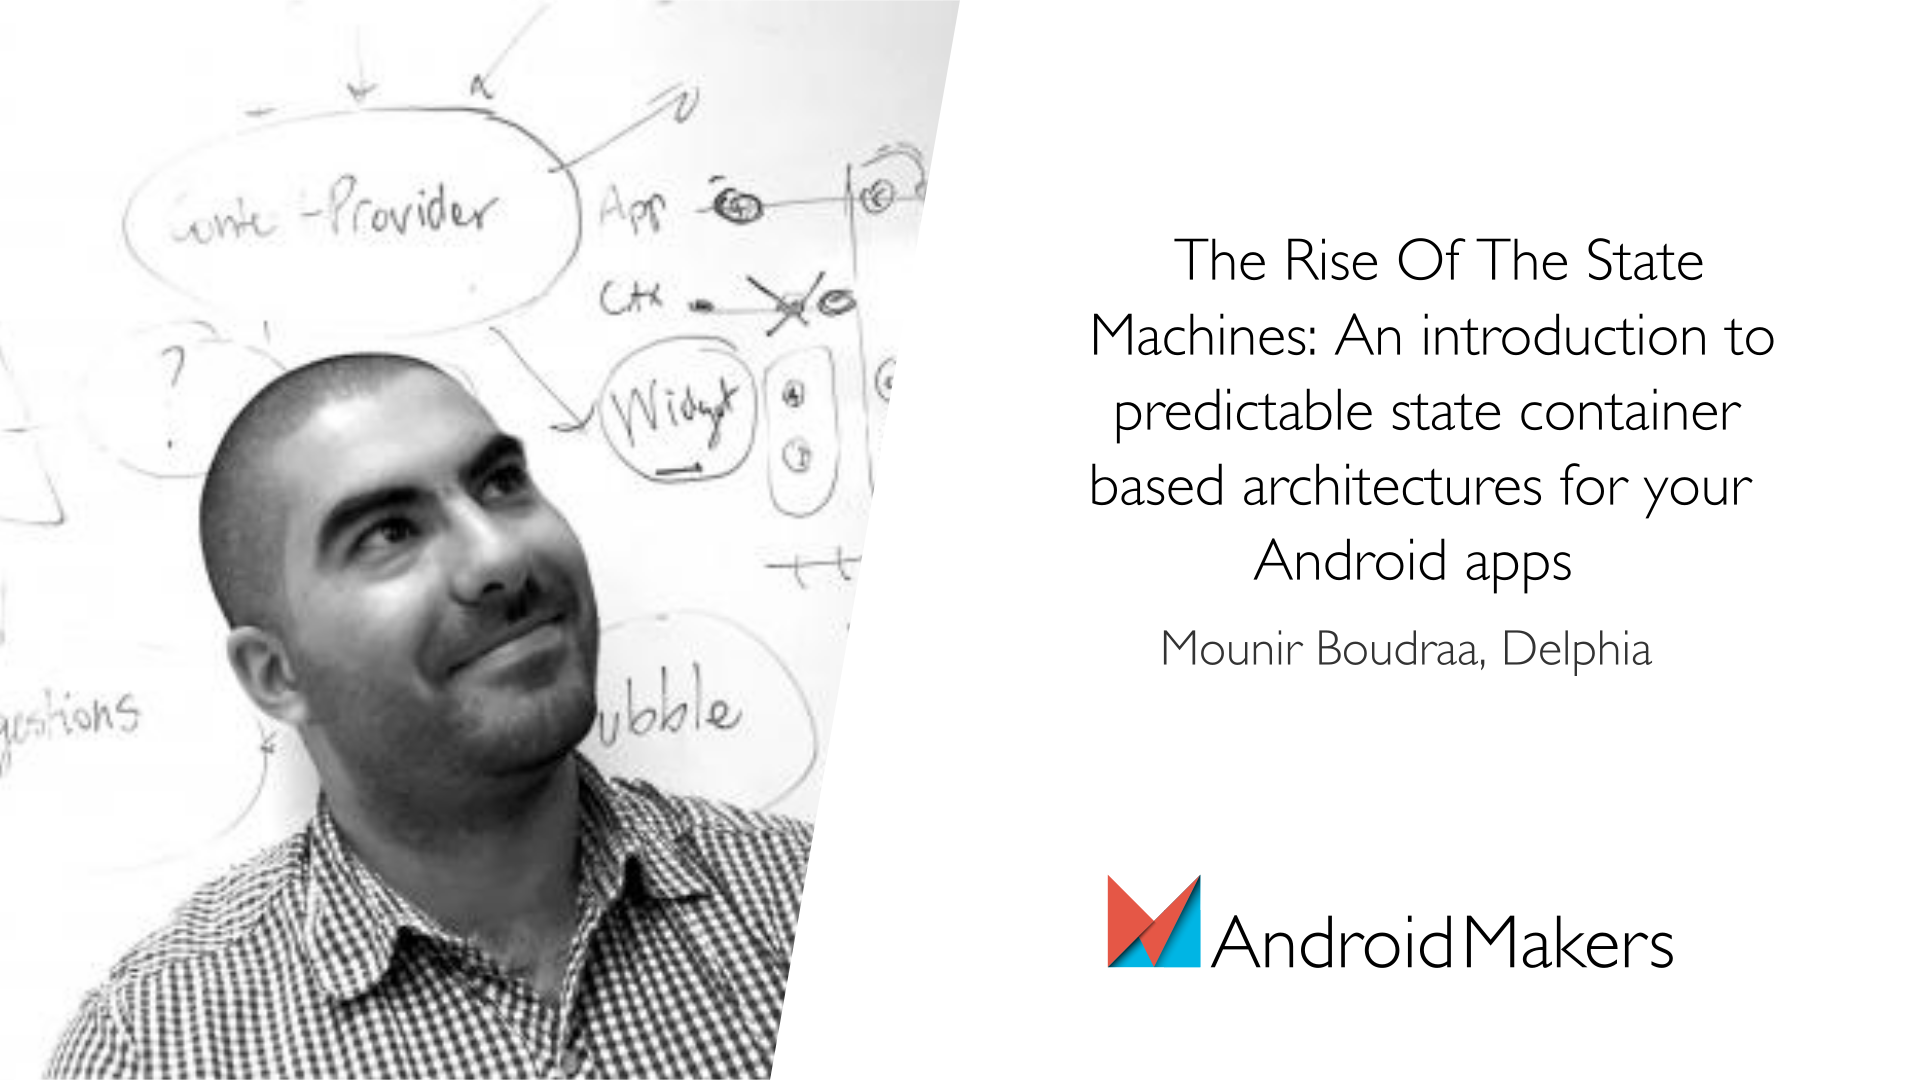 -Provider
App
?
Widget
gestions
ubble
The Rise Of The State
Machines: An introduction to
predictable state container
based architectures for your
Android apps
Mounir Boudraa, Delphia
AndroidMakers